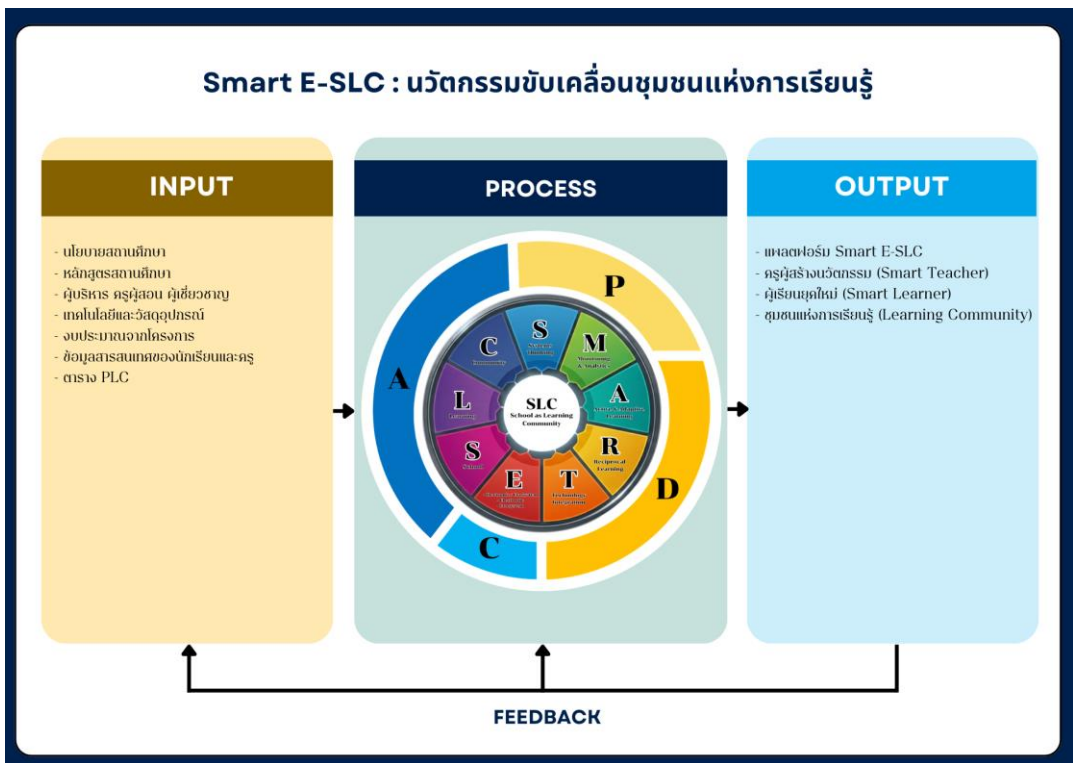 Smart E-SLC : นวัตกรรมขับเคลื่อนชุมชนแห่งการเรียนรู้
INPUT
- นโยบายสถานศึกษา
- หลักสูตรสถานศึกษา
- ผู้บริหาร ครูผู้สอน ผู้เชี่ยวชาญ
- เทคโนโลยีและวัสดุอุปกรณ์
- งบประมาณจากโครงการ
- ข้อมูลสารสนเทศของนักเรียนและครู
- ตาราง PLC
PROCESS
P
D
C
A
S
Systems
Thinking
M
Monitoring
& Analytics
A
Active & Adaptive
Learning
R
Reciprocal
Learning
T
Technology
Integration
E
S
School
L
Learning
C
Community
SLC
School as Learning
Community
OUTPUT
- แพลตฟอร์ม Smart E-SLC
- ครูผู้สร้างนวัตกรรม (Smart Teacher)
- ผู้เรียนยุคใหม่ (Smart Learner)
- ชุมชนแห่งการเรียนรู้ (Learning Community)
FEEDBACK